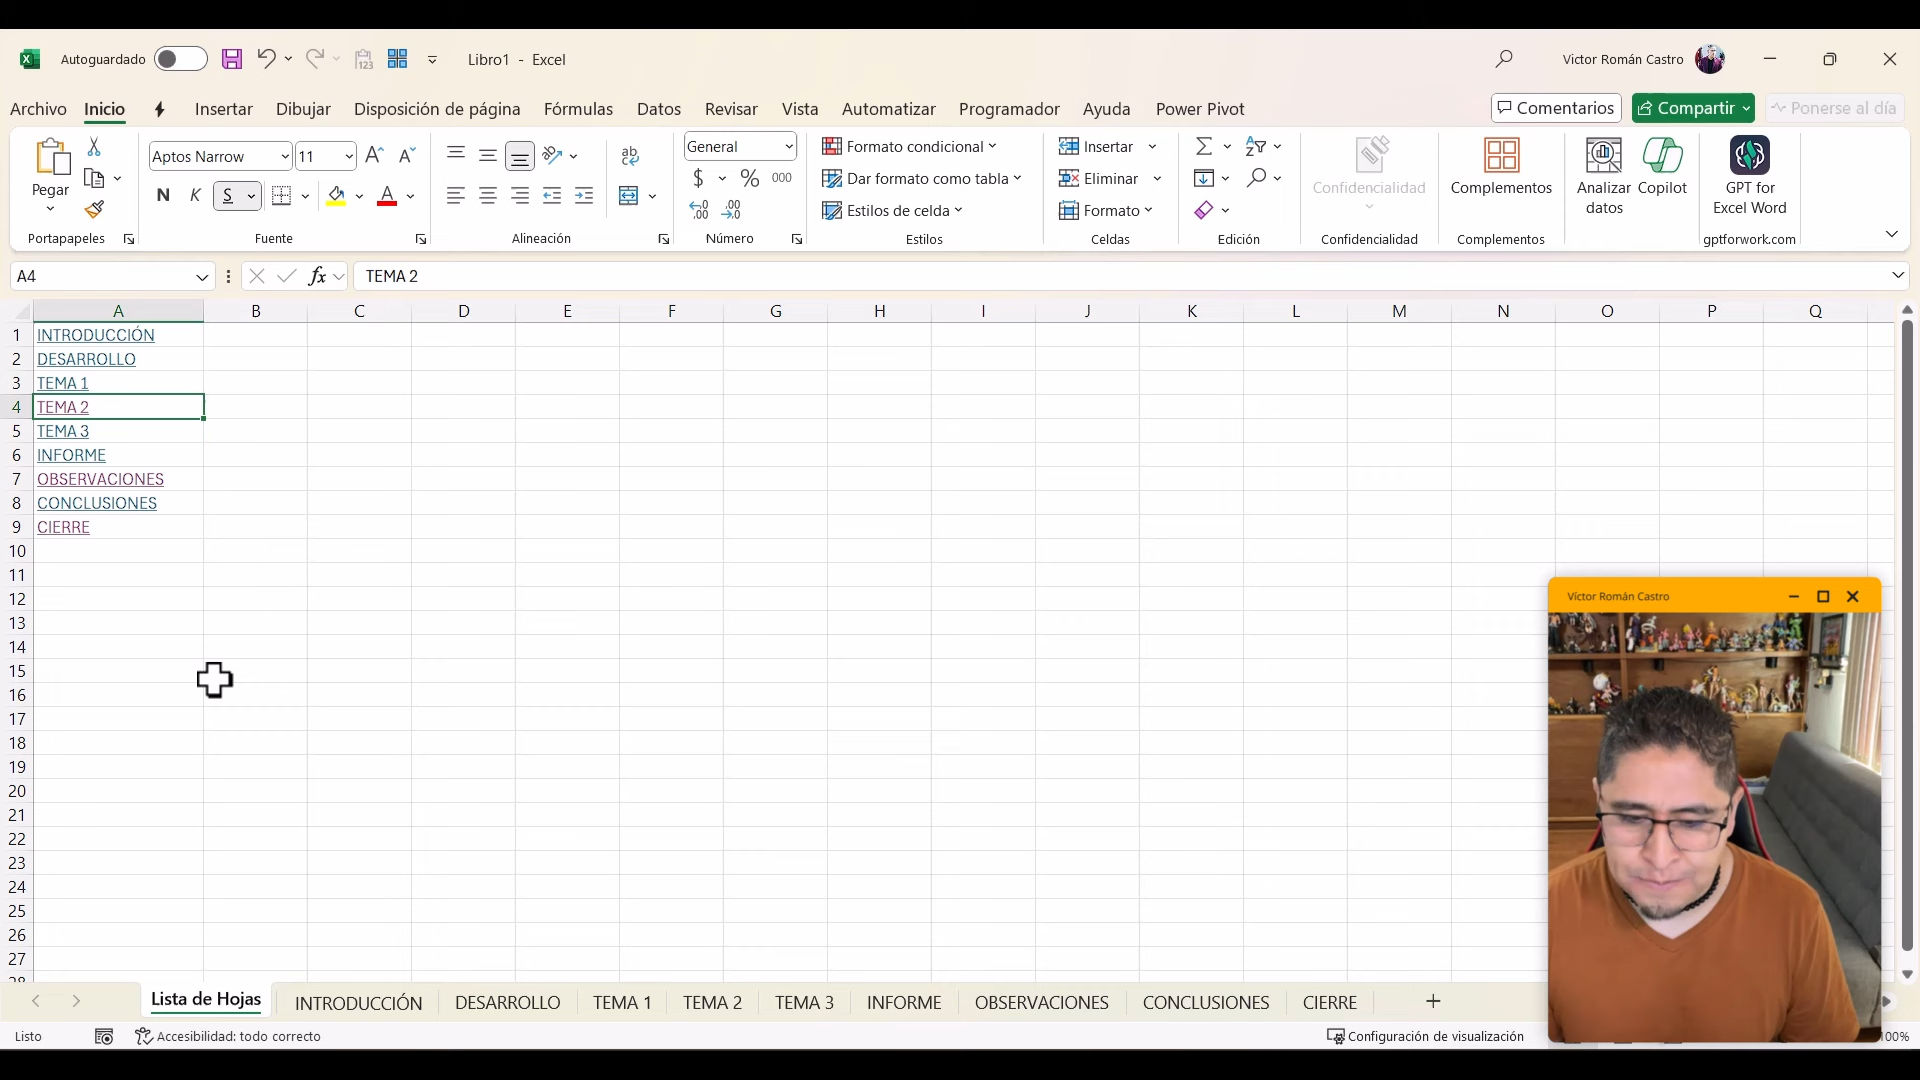 Autoguardado
Libro1 - Excel
Victor Román Castro
Archivo Inicio Insertar Dibujar Disposición de página Fórmulas Datos Revisar Vista Automatizar Programador Ayuda Power Pivot
Comentarios Compartir Ponerse al día
Pegar
Portapapeles
Aptos Narrow 11
N K S
Fuente
Alineación
General
$ % 000
Número
Formato condicional
Dar formato como tabla
Estilos de celda
Estilos
Insertar
Eliminar
Formato
Celdas
Edición
Confidencialidad
Confidencialidad
Complementos
Complementos
Analizar datos
Copilot
GPT for
Excel Word
gptforwork.com
A4 fx TEMA 2
A B C D E F G H I J K L M N O P Q
1 INTRODUCCIÓN
2 DESARROLLO
3 TEMA 1
4 TEMA 2
5 TEMA 3
6 INFORME
7 OBSERVACIONES
8 CONCLUSIONES
9 CIERRE
10
11
12
13
14
15
16
17
18
19
20
21
22
23
24
25
26
27
28
Víctor Román Castro
Lista de Hojas INTRODUCCIÓN DESARROLLO TEMA 1 TEMA 2 TEMA 3 INFORME OBSERVACIONES CONCLUSIONES CIERRE
Listo Accesibilidad: todo correcto Configuración de visualización 100%